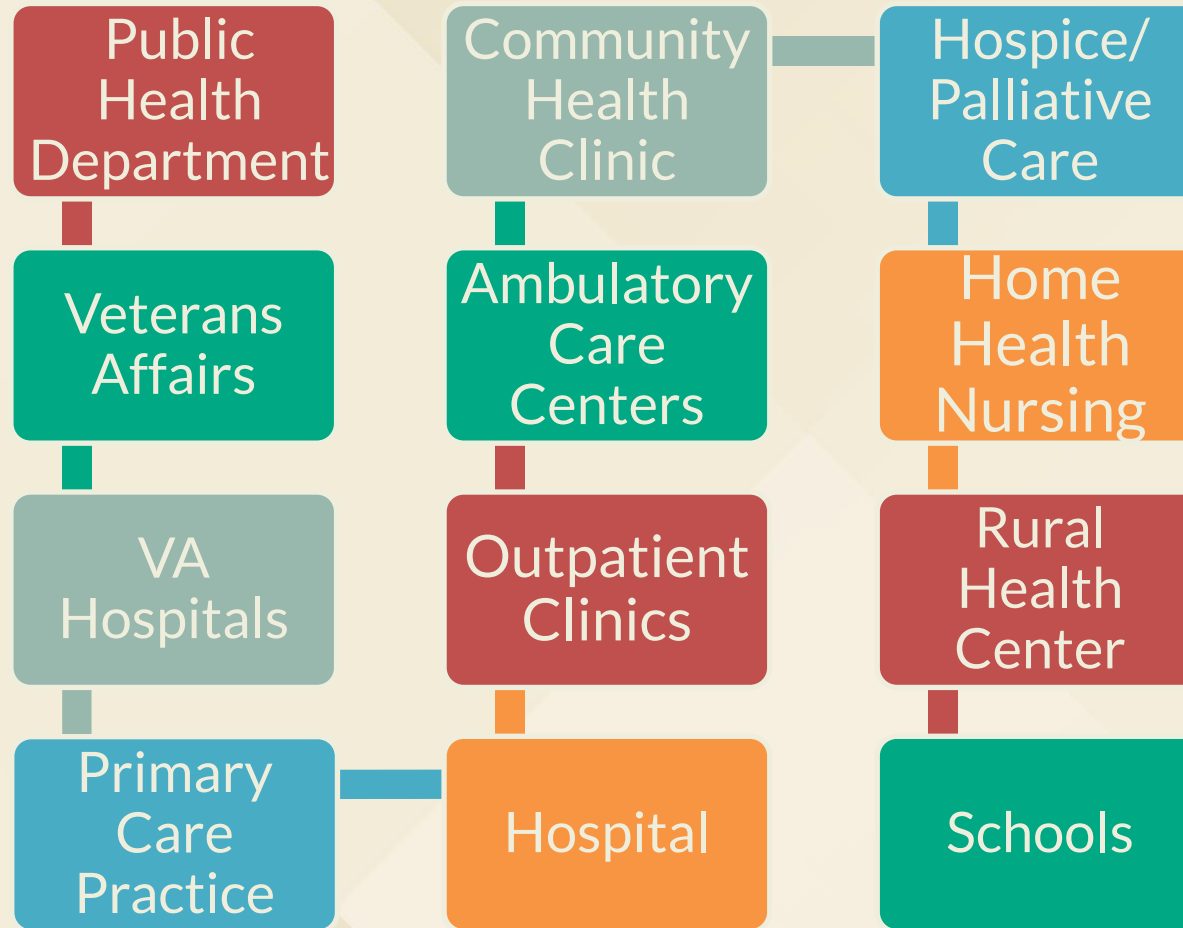 Public
Health
Department
Veterans
Affairs
VA
Hospitals
Primary
Care
Practice
Hospital
Outpatient
Clinics
Ambulatory
Care
Centers
Community
Health
Clinic
Hospice/
Palliative
Care
Home
Health
Nursing
Rural
Health
Center
Schools